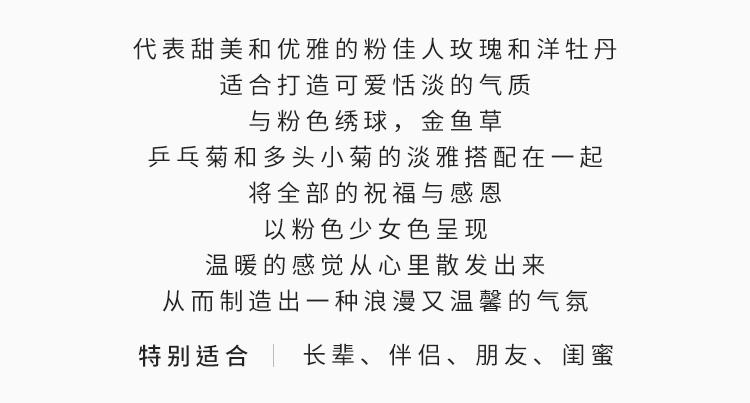 代表甜美和优雅的粉佳人玫瑰和洋牡丹
适合打造可爱恬淡的气质
与粉色绣球，金鱼草
乒乓菊和多头小菊的淡雅搭配在一起
将全部的祝福与感恩
以粉色少女色呈现
温暖的感觉从心里散发出来
从而制造出一种浪漫又温馨的气氛
特别适合｜长辈、伴侣、朋友、闺蜜